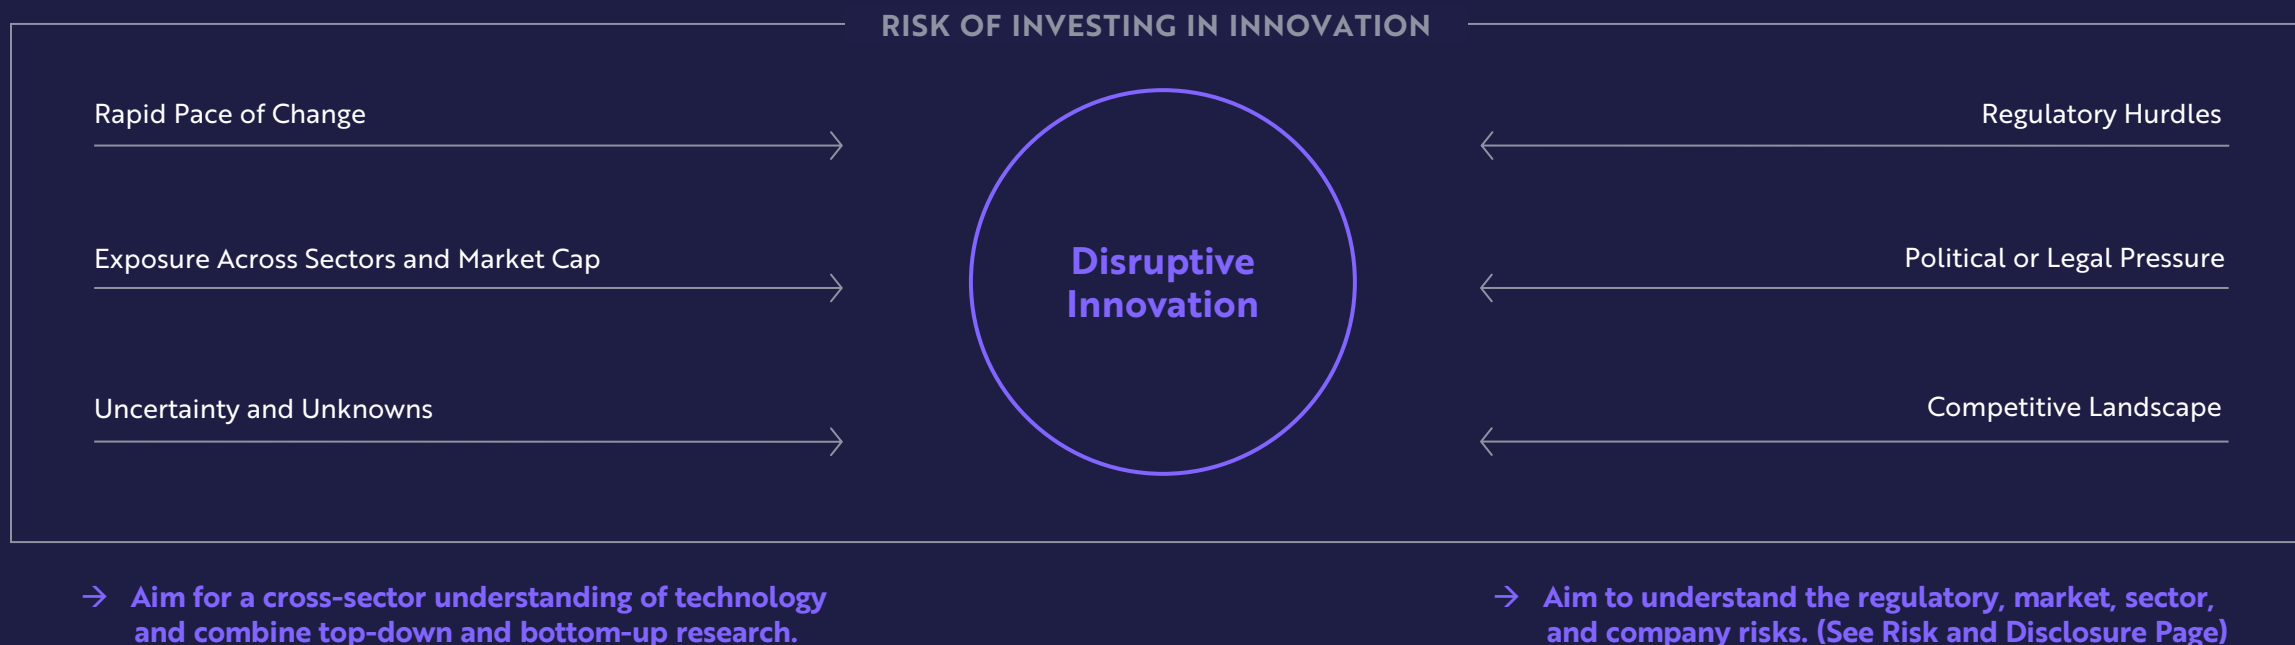 RISK OF INVESTING IN INNOVATION
Rapid Pace of Change
Exposure Across Sectors and Market Cap
Uncertainty and Unknowns
Disruptive
Innovation
Regulatory Hurdles
Political or Legal Pressure
Competitive Landscape
→ Aim for a cross-sector understanding of technology
and combine top-down and bottom-up research.
→ Aim to understand the regulatory, market, sector,
and company risks. (See Risk and Disclosure Page)